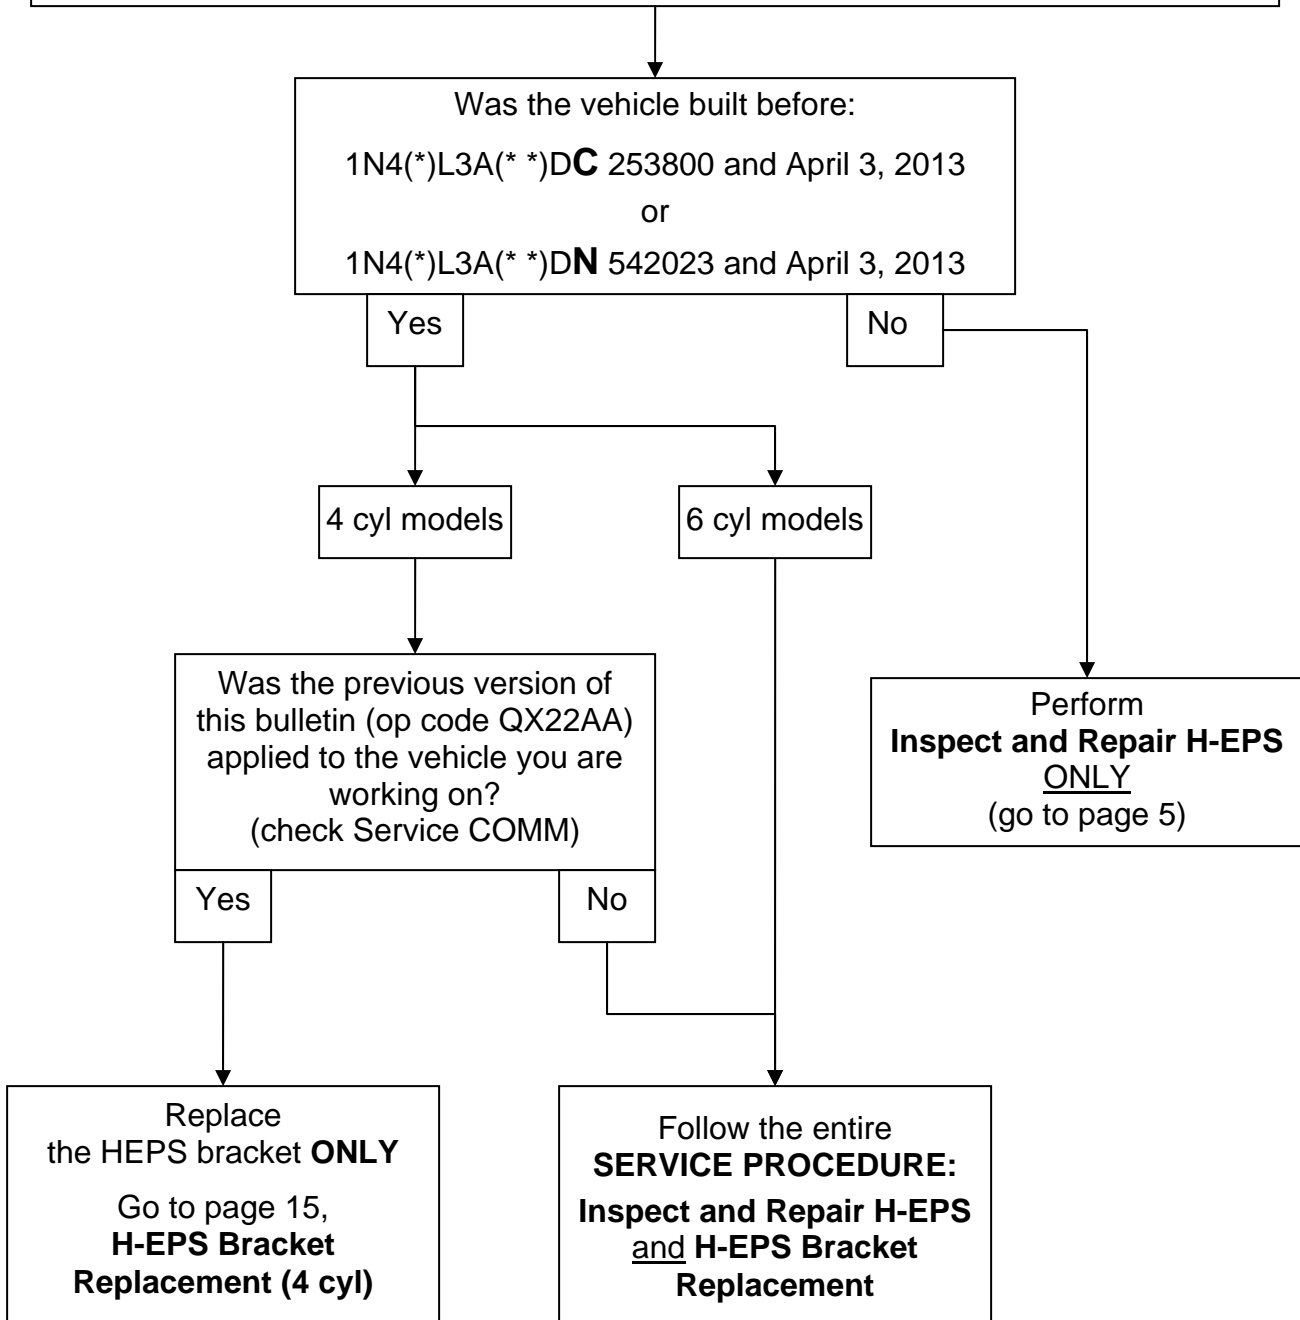 Was the vehicle built before:
1N4(*)L3A(* *)DC 253800 and April 3, 2013
or
1N4(*)L3A(* *)DN 542023 and April 3, 2013
Yes
No
4 cyl models
6 cyl models
Was the previous version of
this bulletin (op code QX22AA)
applied to the vehicle you are
working on?
(check Service COMM)
Perform
Inspect and Repair H-EPS
ONLY
(go to page 5)
Yes
No
Replace
the HEPS bracket ONLY
Go to page 15,
H-EPS Bracket
Replacement (4 cyl)
Follow the entire
SERVICE PROCEDURE:
Inspect and Repair H-EPS
and H-EPS Bracket
Replacement